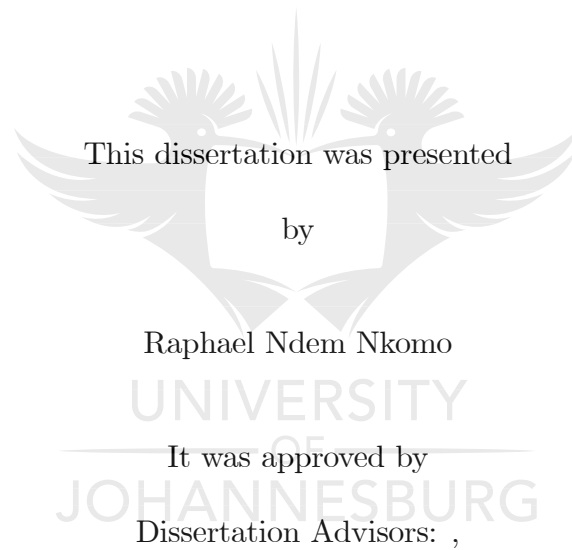 This dissertation was presented
by
Raphael Ndem Nkomo
UNIVERSITY
It was approved by
OF
JOHANNESBURG
Dissertation Advisors: ,